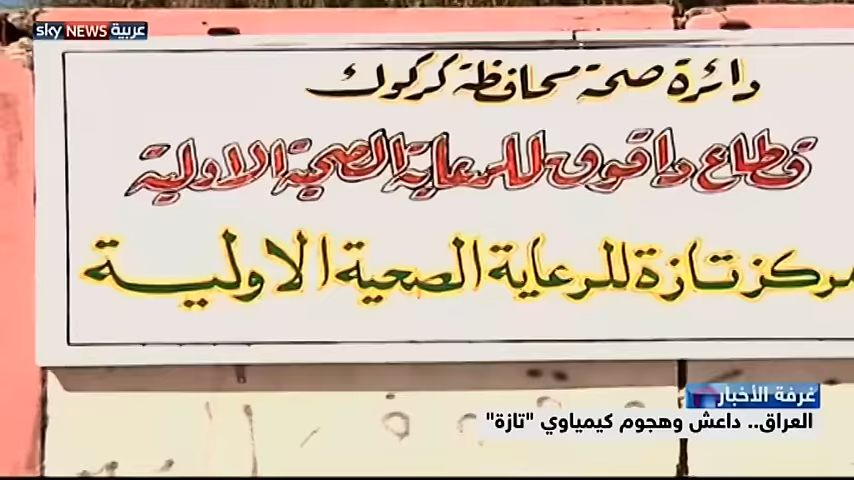 sky NEWS عربية
دائرة صحة محافظة كركوك
قطاع داقوق للرعاية الصحية الاولية
مركز تازة للرعاية الصحية الاولية
غرفة الأخبار
العراق.. داعش وهجوم كيمياوي "تازة"